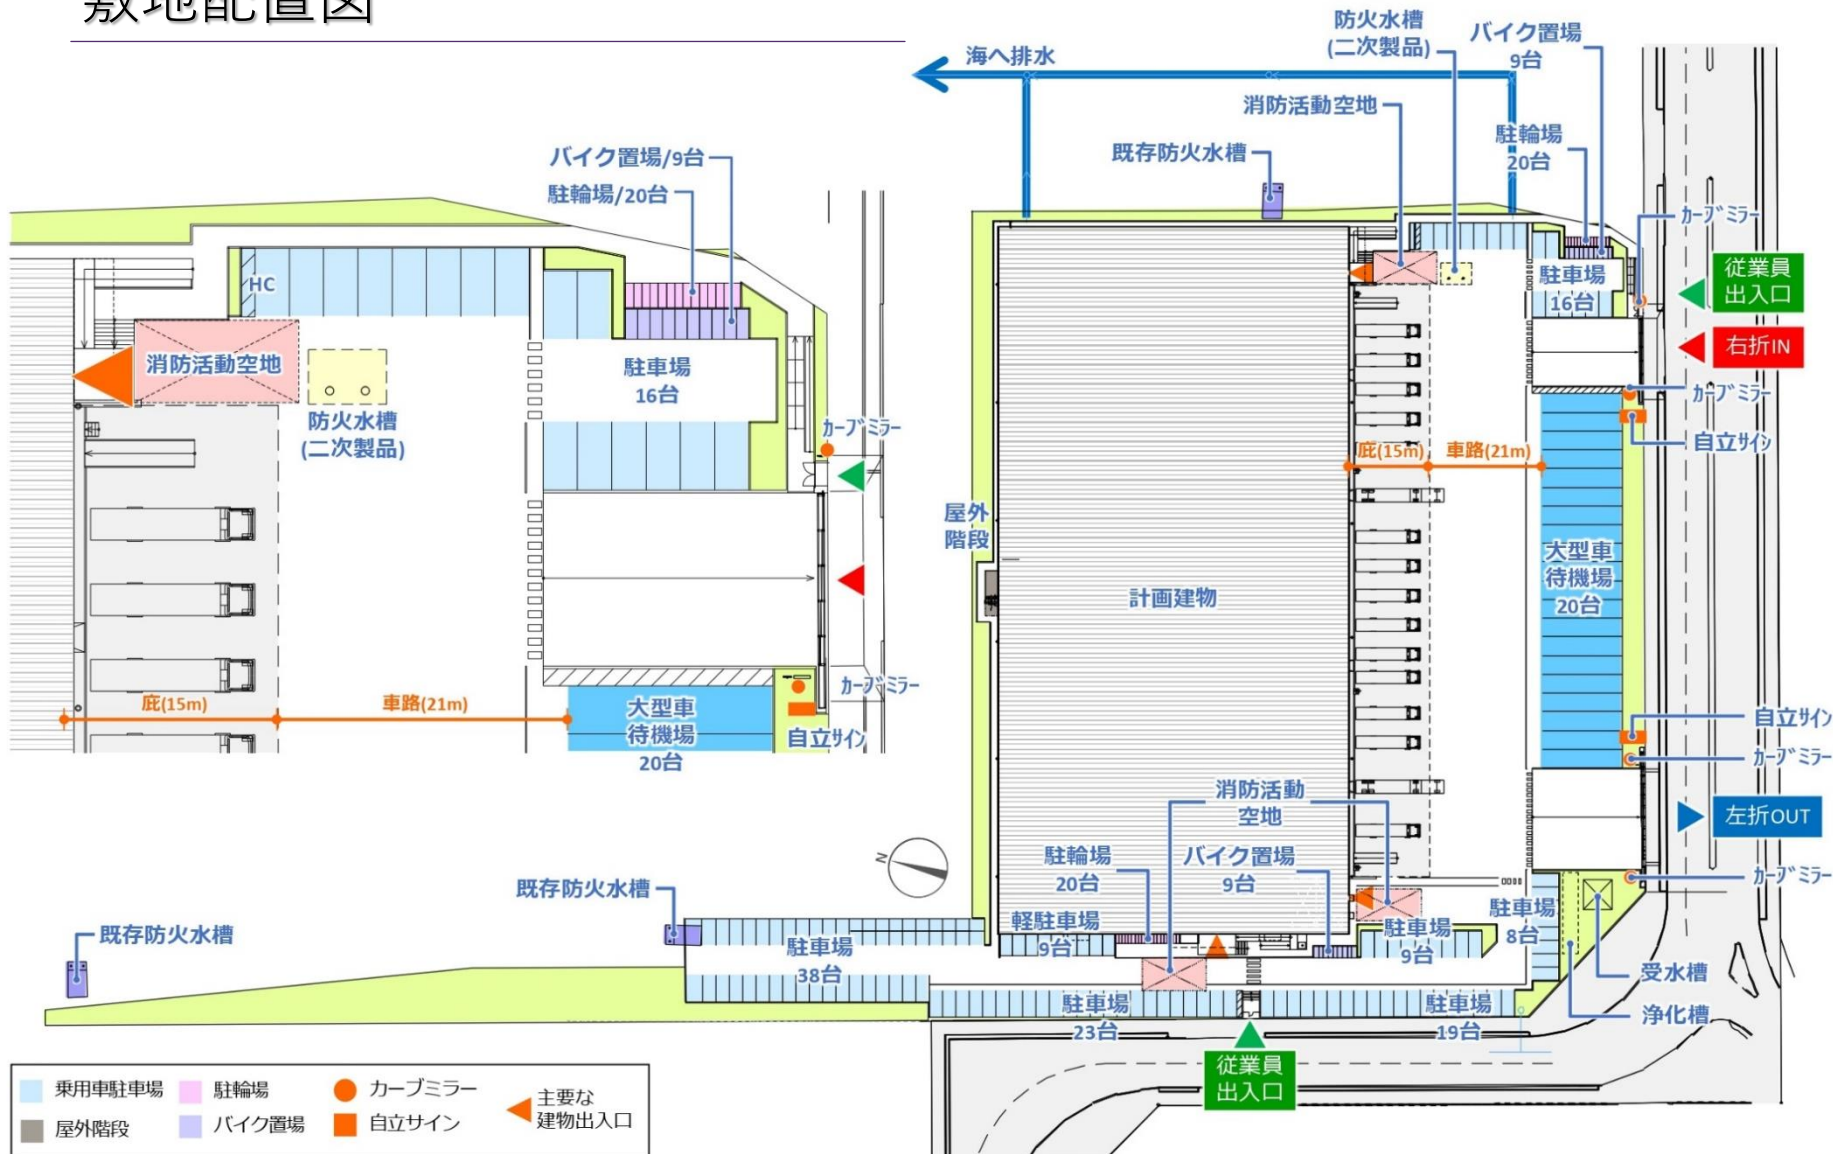 敷地配置図
海へ排水
防火水槽
(二次製品)
バイク置場
9台
消防活動空地
駐輪場
20台
既存防火水槽
カーブミラー
従業員
出入口
駐車場
16台
右折IN
カーブミラー
自立サイン
庇(15m)
車路(21m)
屋外
階段
計画建物
大型車
待機場
20台
自立サイン
カーブミラー
左折OUT
カーブミラー
消防活動
空地
駐輪場
20台
バイク置場
9台
軽駐車場
9台
駐車場
9台
駐車場
8台
受水槽
浄化槽
駐車場
38台
駐車場
23台
駐車場
19台
従業員
出入口
既存防火水槽
既存防火水槽
N
バイク置場/9台
駐輪場/20台
HC
消防活動空地
防火水槽
(二次製品)
駐車場
16台
カーブミラー
庇(15m)
車路(21m)
大型車
待機場
20台
カーブミラー
自立サイン
乗用車駐車場
駐輪場
カーブミラー
主要な
建物出入口
屋外階段
バイク置場
自立サイン